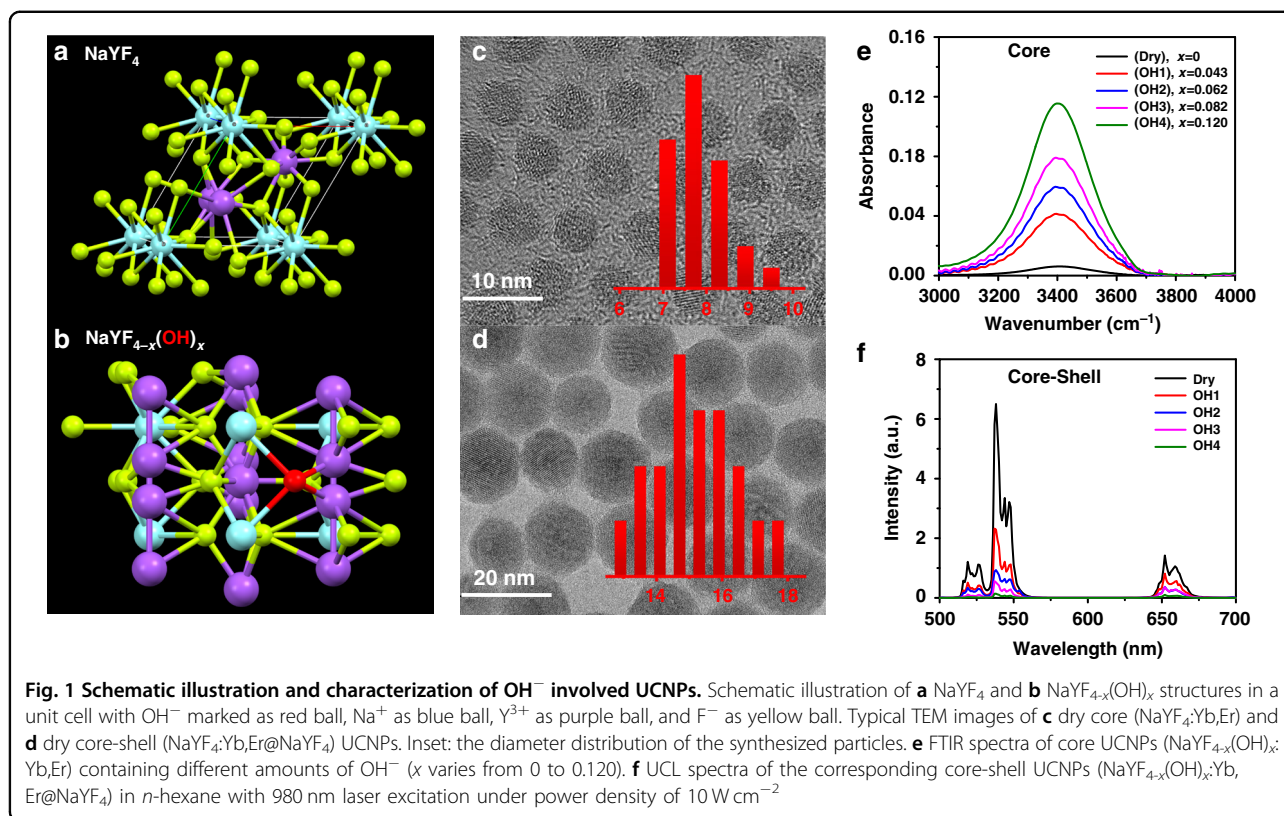 a
NaYF4
b
NaYF4–x(OH)x
c
10 nm
6 7 8 9 10
d
20 nm
14 16 18
e
Core
(Dry), x=0
(OH1), x=0.043
(OH2), x=0.062
(OH3), x=0.082
(OH4), x=0.120
0.16
0.12
0.18
0.04
0.00
Absorbance
3000 3200 3400 3600 3800 4000
Wavenumber (cm–1)
f
Core-Shell
Dry
OH1
OH2
OH3
OH4
8
6
4
2
0
Intensity (a.u.)
500 550 600 650 700
Wavelength (nm)
Fig. 1 Schematic illustration and characterization of OH− involved UCNPs. Schematic illustration of a NaYF4 and b NaYF4-x(OH)x structures in a
unit cell with OH− marked as red ball, Na+ as blue ball, Y3+ as purple ball, and F− as yellow ball. Typical TEM images of c dry core (NaYF4:Yb,Er) and
d dry core-shell (NaYF4:Yb,Er@NaYF4) UCNPs. Inset: the diameter distribution of the synthesized particles. e FTIR spectra of core UCNPs (NaYF4-x(OH)x:
Yb,Er) containing different amounts of OH− (x varies from 0 to 0.120). f UCL spectra of the corresponding core-shell UCNPs (NaYF4-x(OH)x:Yb,
Er@NaYF4) in n-hexane with 980 nm laser excitation under power density of 10 W cm−2